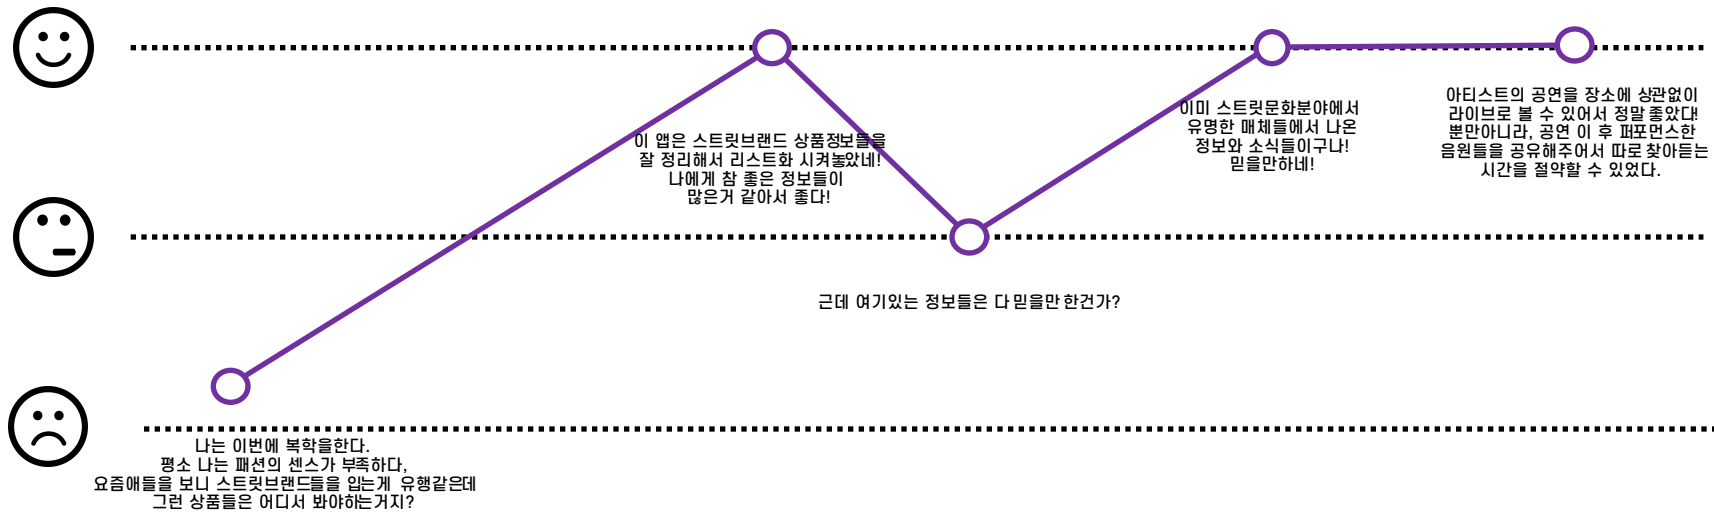 이 앱은 스트릿브랜드 상품정보들을
잘 정리해서 리스트화 시켜놓았네!
나에게 참 좋은 정보들이
많은거 같아서 좋다!
이미 스트릿문화분야에서
유명한 매체들에서 나온
정보와 소식들이구나!
믿을만하네!
아티스트의 공연을 장소에 상관없이
라이브로 볼 수 있어서 정말 좋았다!
뿐만아니라, 공연 이 후 퍼포먼스한
음원들을 공유해주어서 따로 찾아듣는
시간을 절약할 수 있었다.
근데 여기있는 정보들은 다 믿을만 한건가?
나는 이번에 복학을한다.
평소 나는 패션의 센스가 부족하다,
요즘애들을 보니 스트릿브랜드들을 입는게 유행같은데
그런 상품들은 어디서 봐야하는거지?